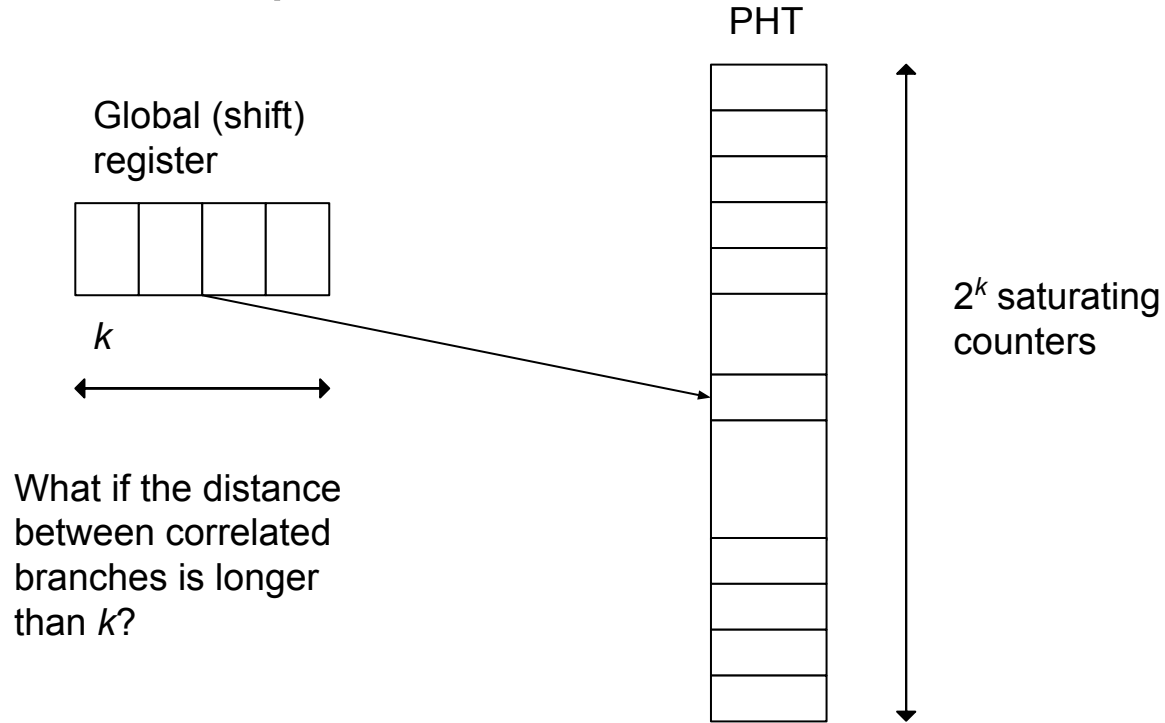 PHT
Global (shift)
register
k
2^k saturating
counters
What if the distance
between correlated
branches is longer
than k?